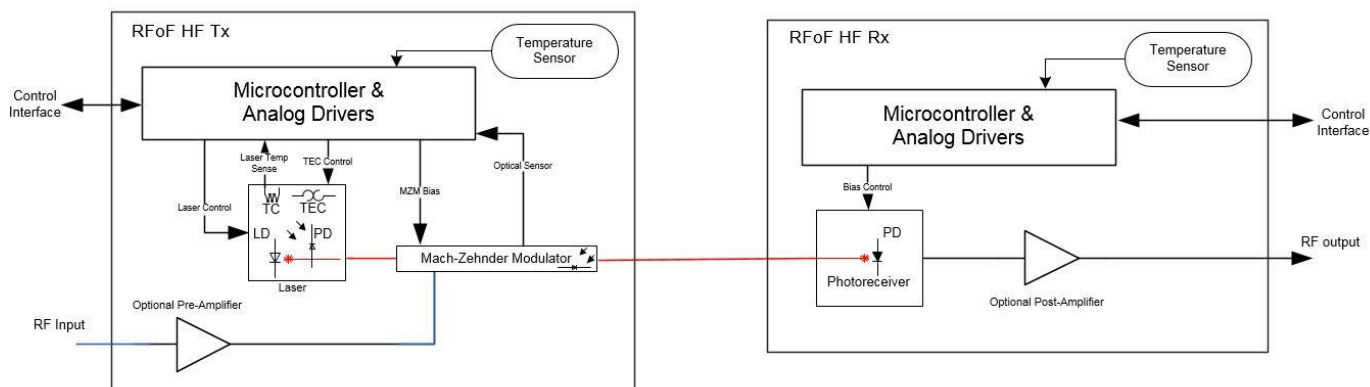 RFoF HF Tx
Temperature
Sensor
Microcontroller &
Analog Drivers
Control
Interface
Laser Temp
Sense
TEC Control
Optical Sensor
MZM Bias
Laser Control
TC
TEC
LD
PD
Laser
Mach-Zehnder Modulator
Optional Pre-Amplifier
RF Input
RFoF HF Rx
Temperature
Sensor
Microcontroller &
Analog Drivers
Control
Interface
Bias Control
PD
Photoreceiver
RF output
Optional Post-Amplifier